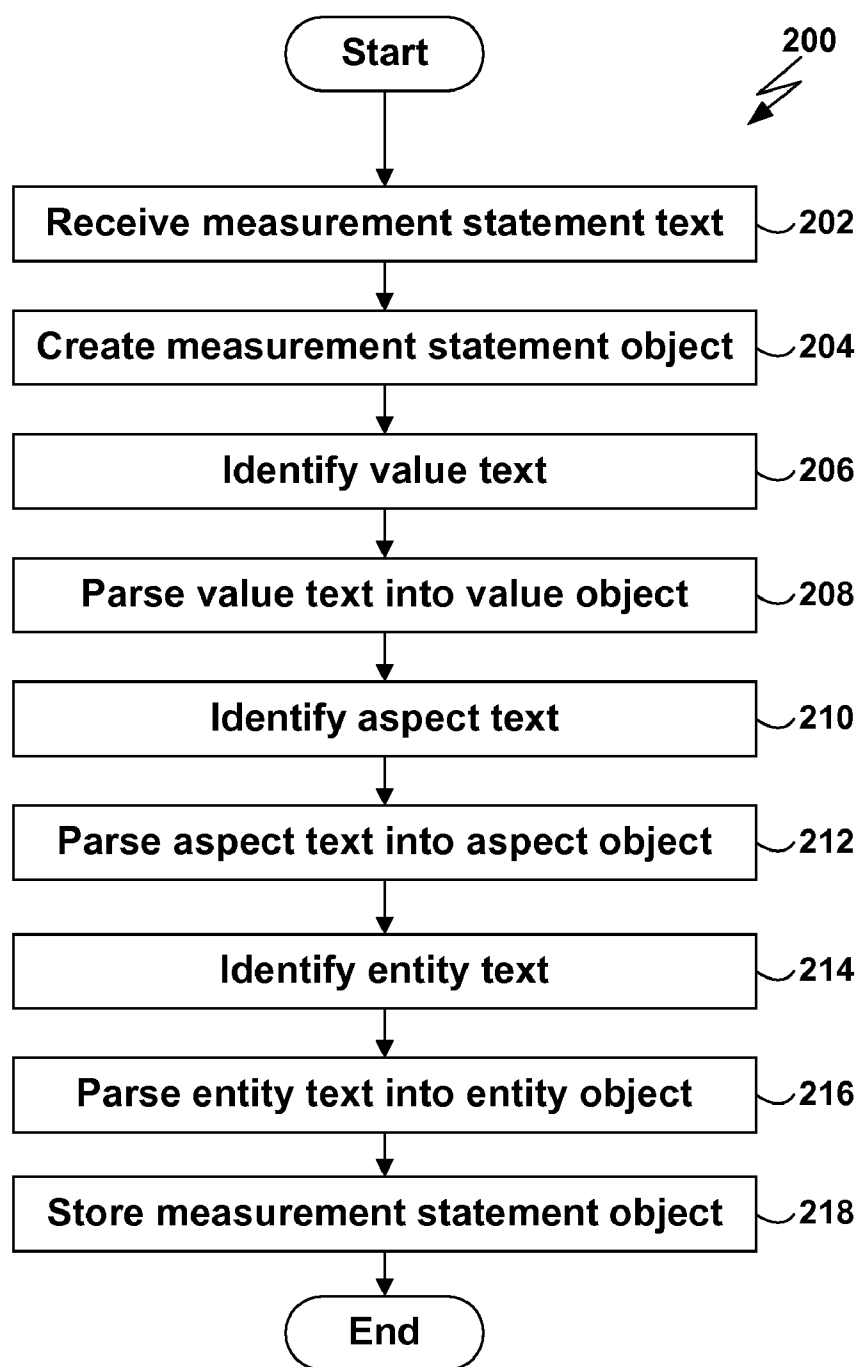 Start
200
Receive measurement statement text 202
Create measurement statement object 204
Identify value text 206
Parse value text into value object 208
Identify aspect text 210
Parse aspect text into aspect object 212
Identify entity text 214
Parse entity text into entity object 216
Store measurement statement object 218
End